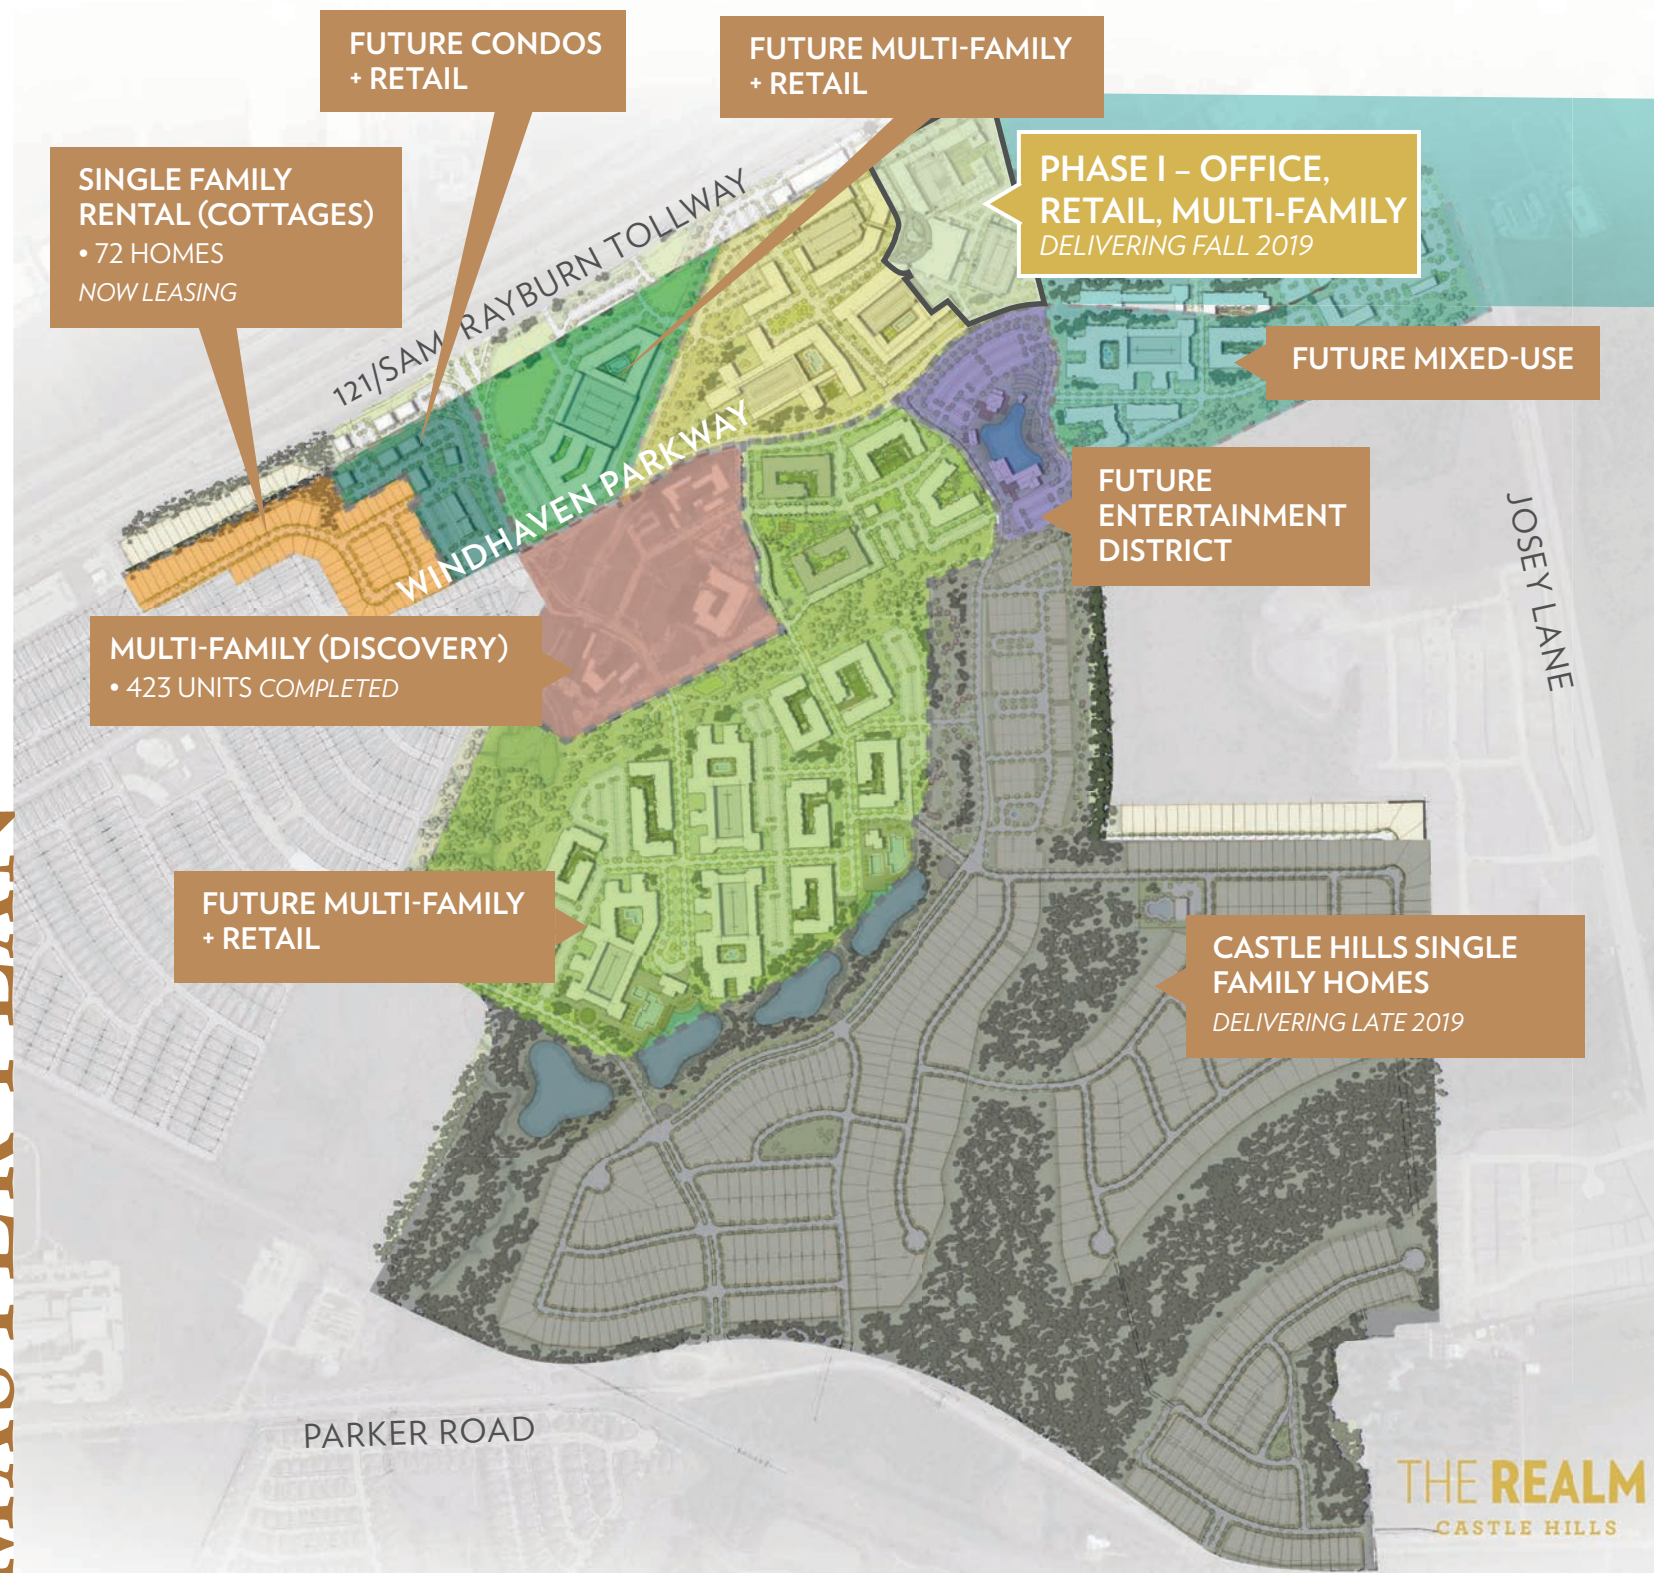 FUTURE CONDOS
+ RETAIL
FUTURE MULTI-FAMILY
+ RETAIL
SINGLE FAMILY
RENTAL (COTTAGES)
• 72 HOMES
NOW LEASING
PHASE I – OFFICE,
RETAIL, MULTI-FAMILY
DELIVERING FALL 2019
121/SAM RAYBURN TOLLWAY
FUTURE MIXED-USE
WINDHAVEN PARKWAY
FUTURE
ENTERTAINMENT
DISTRICT
JOSEY LANE
MULTI-FAMILY (DISCOVERY)
• 423 UNITS COMPLETED
FUTURE MULTI-FAMILY
+ RETAIL
CASTLE HILLS SINGLE
FAMILY HOMES
DELIVERING LATE 2019
PARKER ROAD
THE REALM
CASTLE HILLS